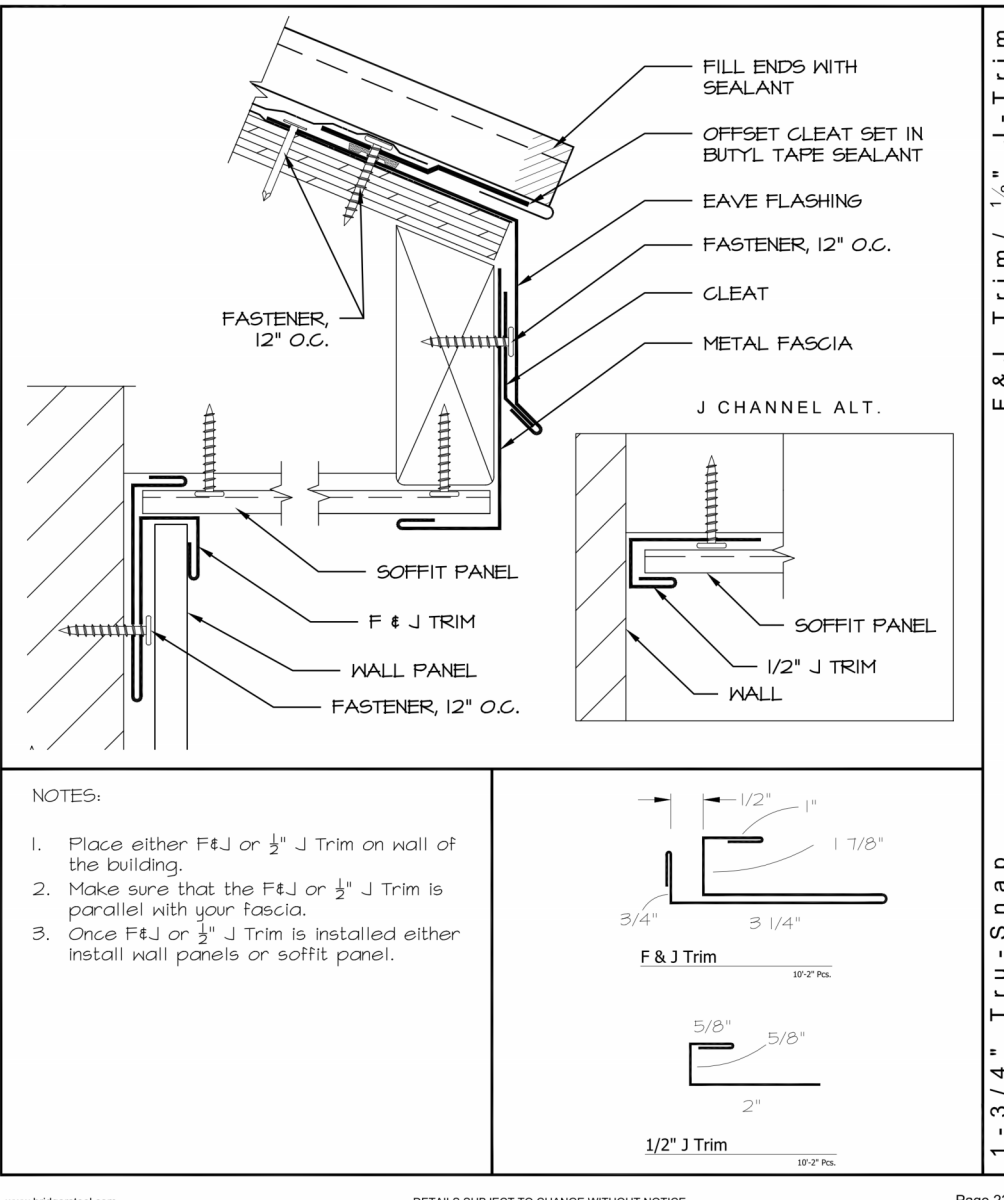 FILL ENDS WITH
SEALANT
OFFSET CLEAT SET IN
BUTYL TAPE SEALANT
EAVE FLASHING
FASTENER, 12" O.C.
CLEAT
METAL FASCIA
FASTENER,
12" O.C.
J CHANNEL ALT.
SOFFIT PANEL
F & J TRIM
WALL PANEL
FASTENER, 12" O.C.
SOFFIT PANEL
1/2" J TRIM
WALL
NOTES:
1. Place either F&J or ½" J Trim on wall of
the building.
2. Make sure that the F&J or ½" J Trim is
parallel with your fascia.
3. Once F&J or ½" J Trim is installed either
install wall panels or soffit panel.
1/2"
1"
1 7/8"
3/4"
3 1/4"
F & J Trim
10'-2" Pcs.
5/8"
5/8"
2"
1/2" J Trim
10'-2" Pcs.
F & J Trim/ ½" J-Trim
1-3/4" Tru-Snap
DETAILS SUBJECT TO CHANGE WITHOUT NOTICE
Page